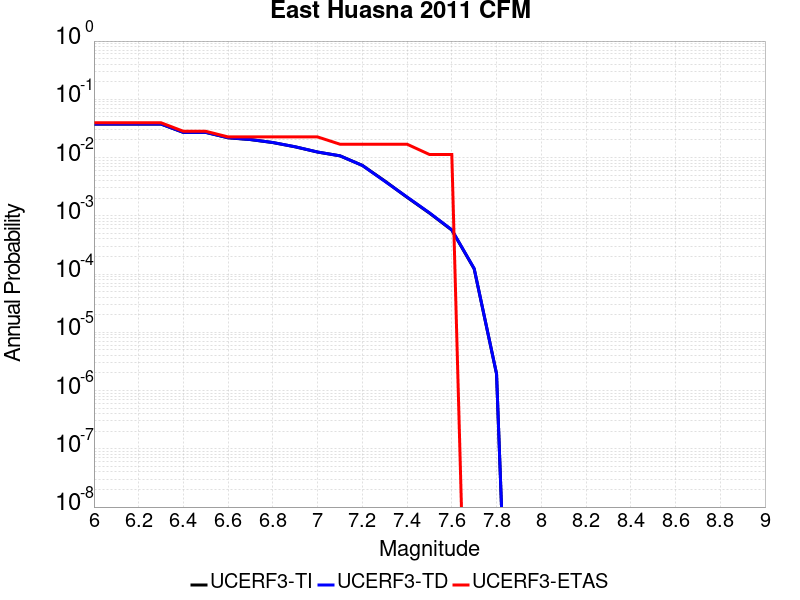 East Huasna 2011 CFM
10^0
10^-1
10^-2
10^-3
10^-4
10^-5
10^-6
10^-7
10^-8
Annual Probability
6 6.2 6.4 6.6 6.8 7 7.2 7.4 7.6 7.8 8 8.2 8.4 8.6 8.8 9
Magnitude
UCERF3-TI UCERF3-TD UCERF3-ETAS